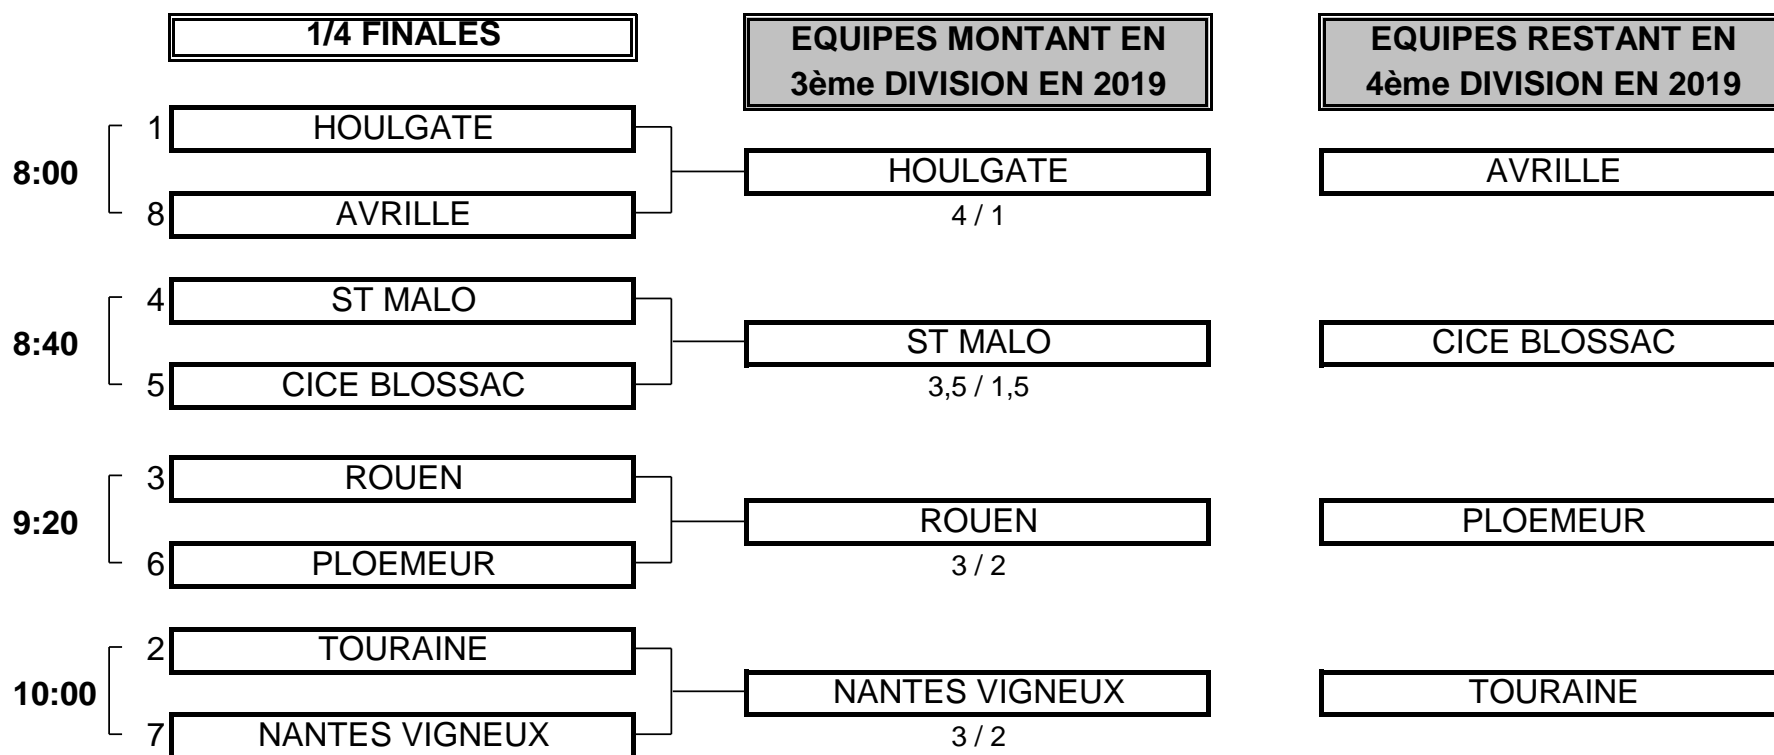 1/4 FINALES
EQUIPES MONTANT EN
3ème DIVISION EN 2019
EQUIPES RESTANT EN
4ème DIVISION EN 2019
1 HOULGATE
8:00
HOULGATE
AVRILLE
8 AVRILLE
4 / 1
4 ST MALO
8:40
ST MALO
CICE BLOSSAC
5 CICE BLOSSAC
3,5 / 1,5
3 ROUEN
9:20
ROUEN
PLOEMEUR
6 PLOEMEUR
3 / 2
2 TOURAINE
10:00
NANTES VIGNEUX
TOURAINE
7 NANTES VIGNEUX
3 / 2